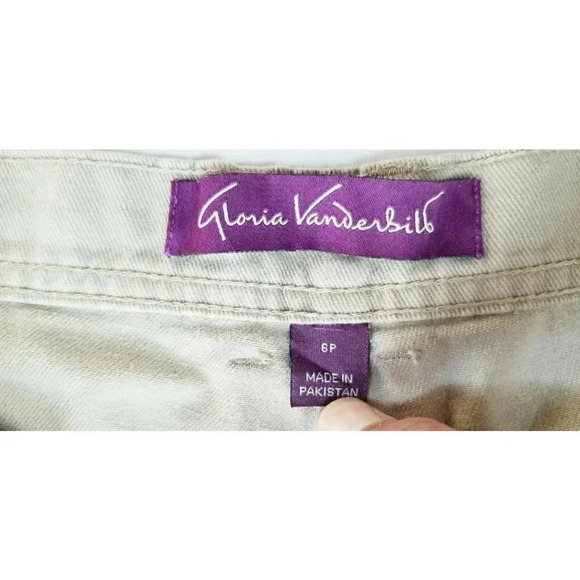 Gloria Vanderbilt
6P
MADE IN
PAKISTAN